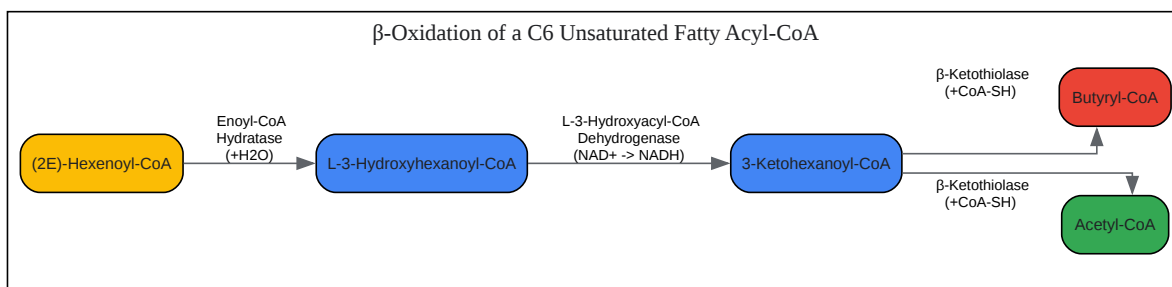 β-Oxidation of a C6 Unsaturated Fatty Acyl-CoA
(2E)-Hexenoyl-CoA
Enoyl-CoA
Hydratase
(+H2O)
L-3-Hydroxyhexanoyl-CoA
L-3-Hydroxyacyl-CoA
Dehydrogenase
(NAD+ -> NADH)
3-Ketohexanoyl-CoA
β-Ketothiolase
(+CoA-SH)
Butyryl-CoA
β-Ketothiolase
(+CoA-SH)
Acetyl-CoA